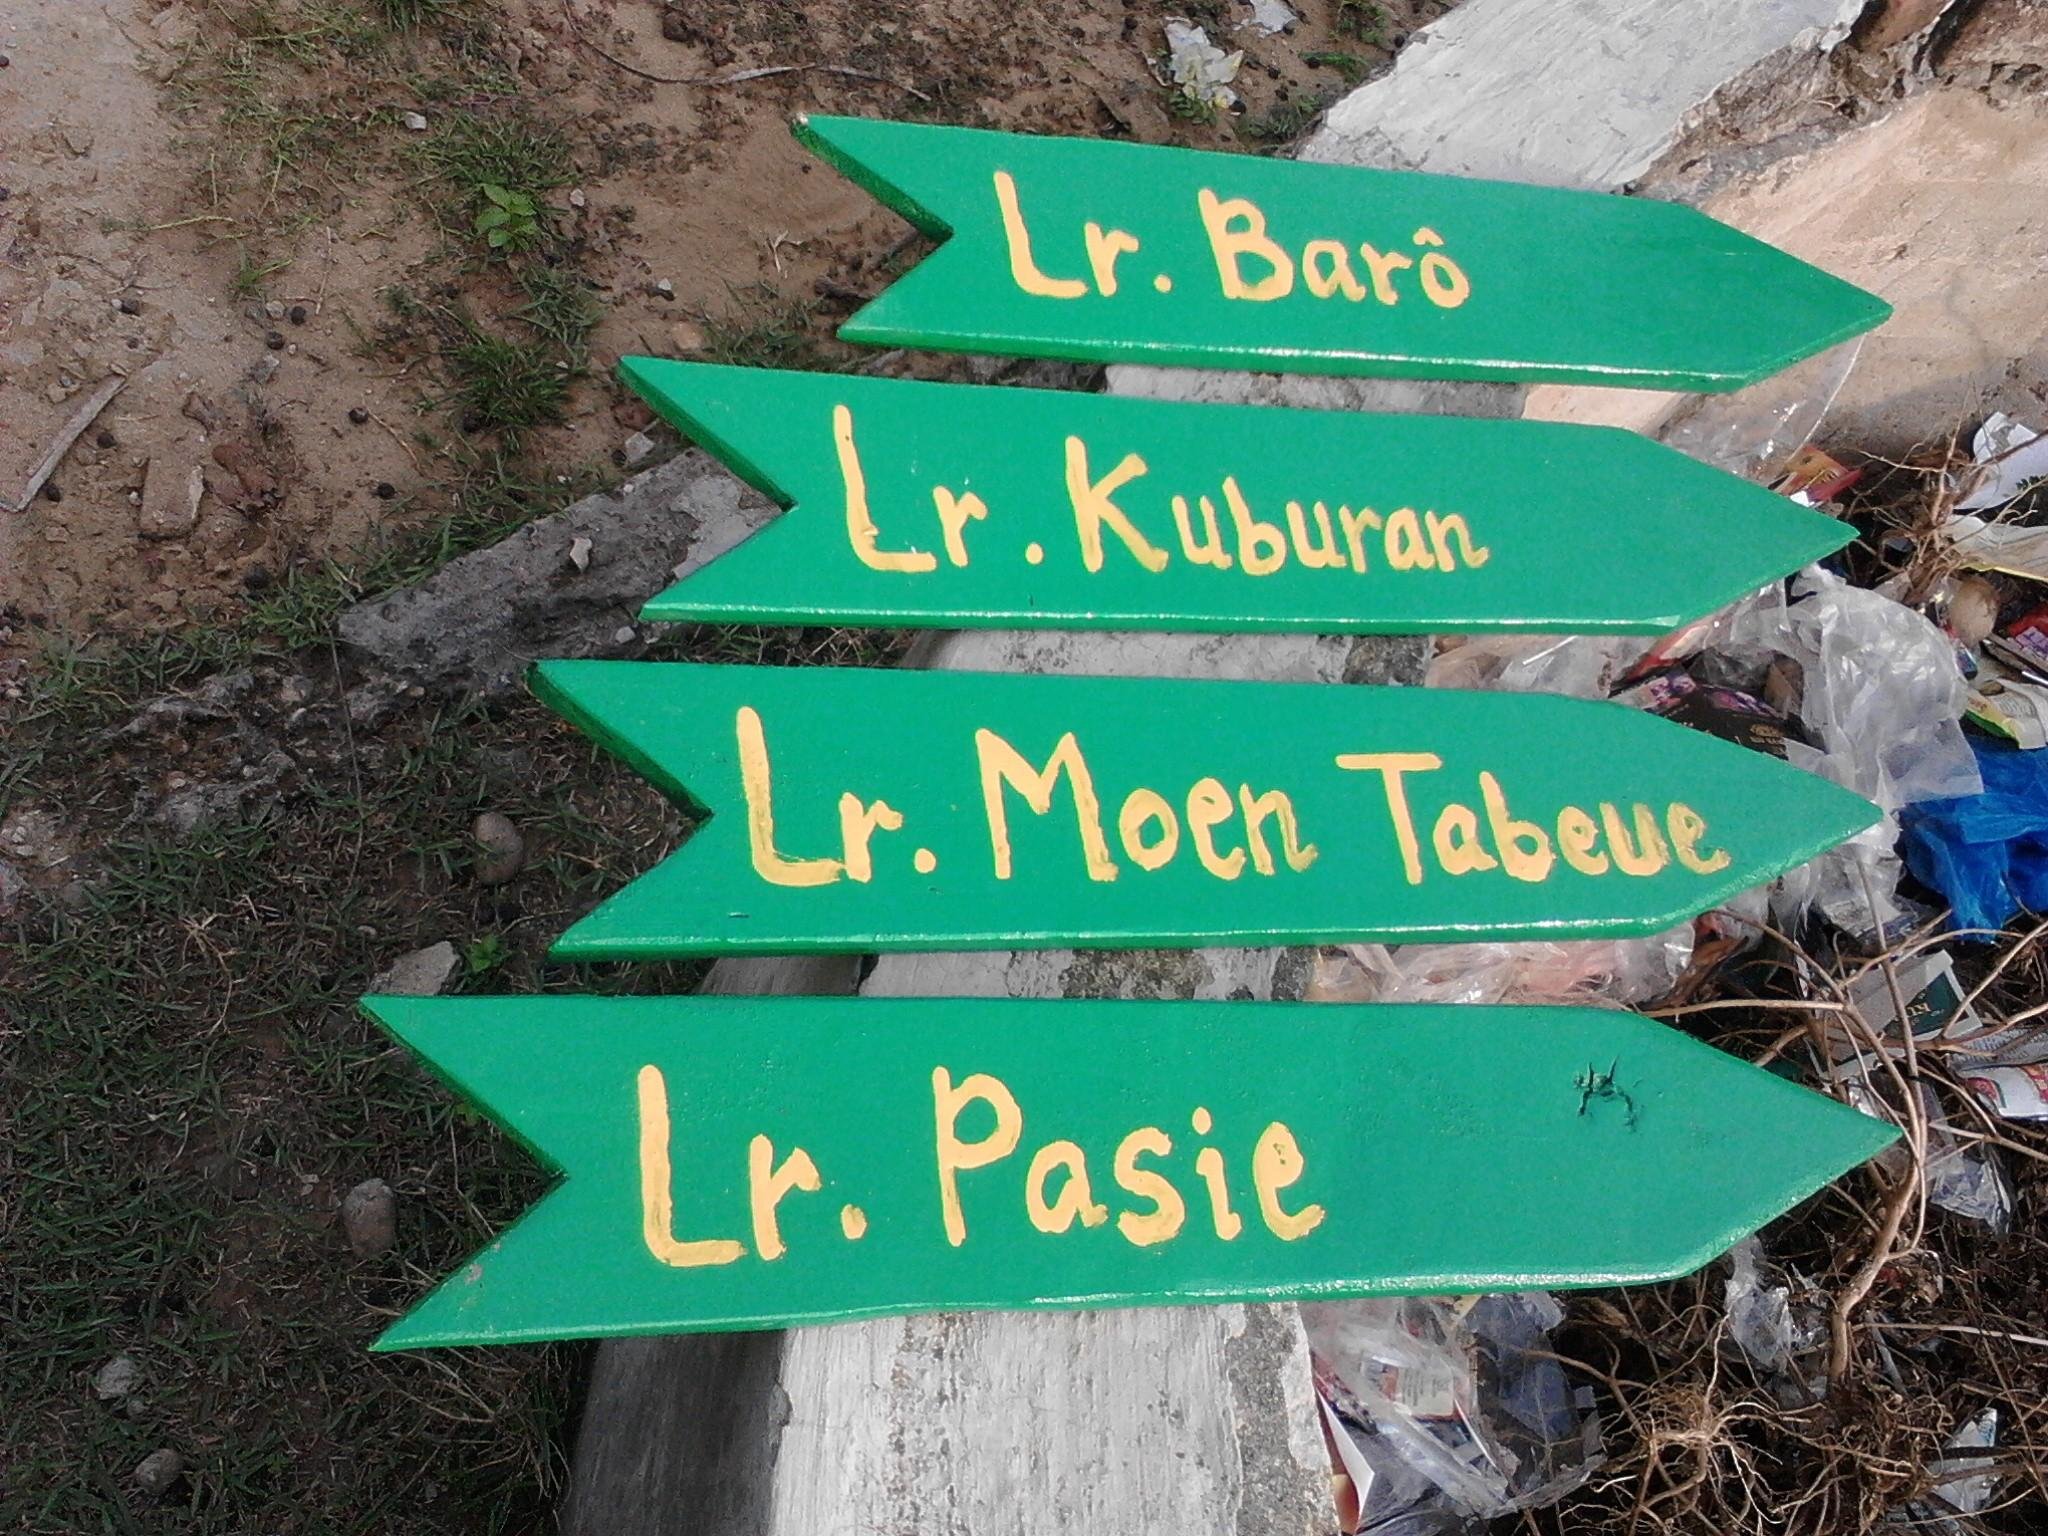 Lr. Barô
Lr. Kuburan
Lr. Moen Tabeue
Lr. Pasie